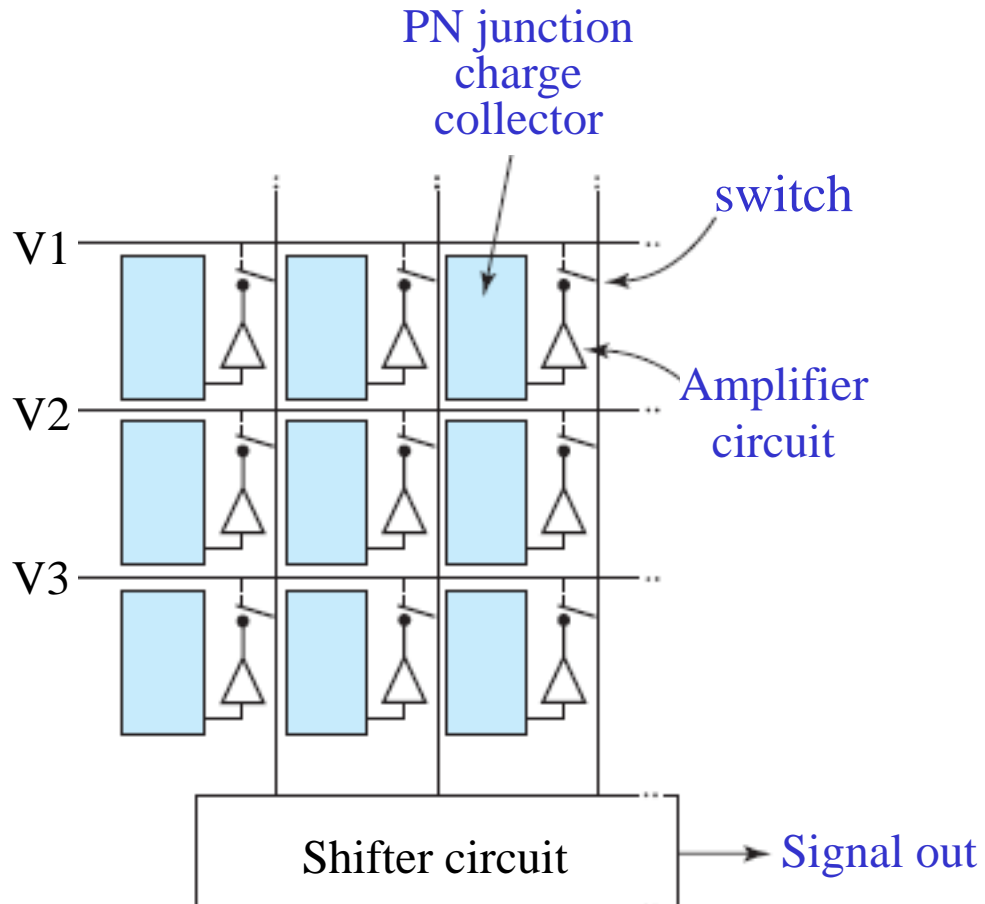 PN junction
charge
collector
switch
V1
Amplifier
circuit
V2
V3
Shifter circuit
Signal out